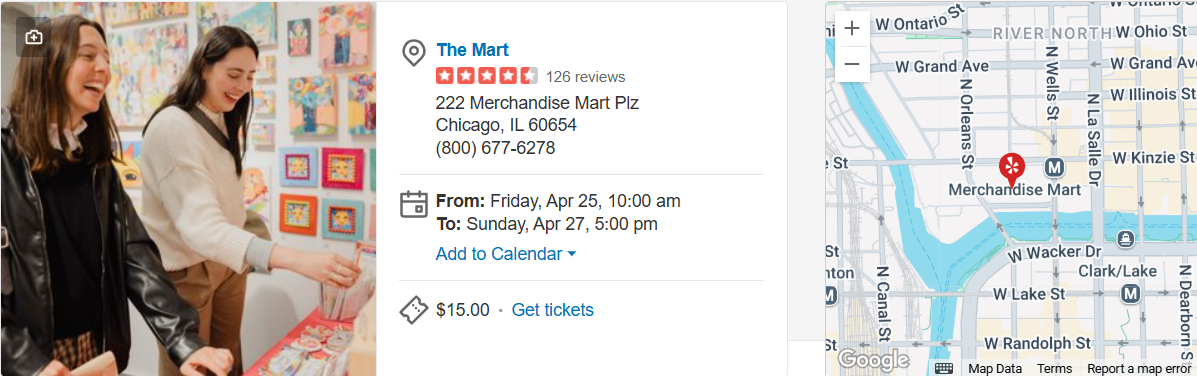 The Mart
126 reviews
222 Merchandise Mart Plz
Chicago, IL 60654
(800) 677-6278
From: Friday, Apr 25, 10:00 am
To: Sunday, Apr 27, 5:00 pm
Add to Calendar
$15.00 · Get tickets
W Ontario St
RIVER NORTH
W Ohio St
W Grand Ave
W Grand Av
N Wells St
W Illinois St
N Orleans St
N La Salle Dr
e St
W Kinzie St
M
Merchandise Mart
W Wacker Dr
St
nton
N Canal St
Clark/Lake
M
W Lake St
M
N Dearborn S
St
W Randolph St
Google
Map Data
Terms
Report a map error